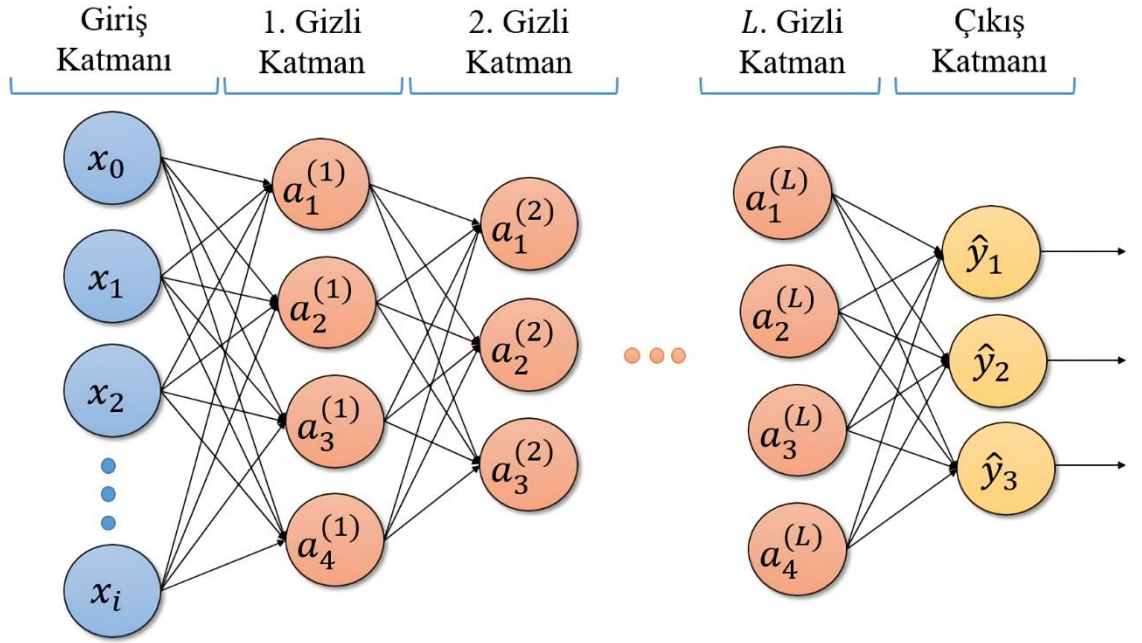 Giriş
Katmanı
1. Gizli
Katman
2. Gizli
Katman
L. Gizli
Katman
Çıkış
Katmanı
x₀
x₁
x₂
xᵢ
a₁⁽¹⁾
a₂⁽¹⁾
a₃⁽¹⁾
a₄⁽¹⁾
a₁⁽²⁾
a₂⁽²⁾
a₃⁽²⁾
a₁⁽ᴸ⁾
a₂⁽ᴸ⁾
a₃⁽ᴸ⁾
a₄⁽ᴸ⁾
ŷ₁
ŷ₂
ŷ₃